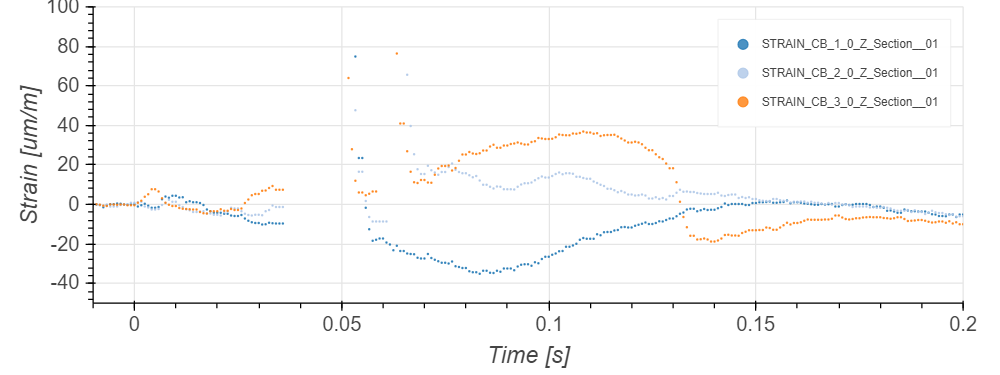 100
80
60
40
20
0
-20
-40
Strain [um/m]
STRAIN_CB_1_0_Z_Section__01
STRAIN_CB_2_0_Z_Section__01
STRAIN_CB_3_0_Z_Section__01
0 0.05 0.1 0.15 0.2
Time [s]